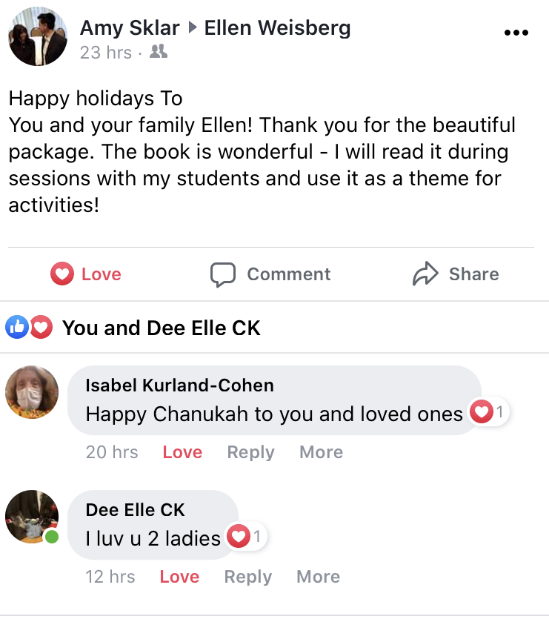 Amy Sklar ▸ Ellen Weisberg
23 hrs ·
Happy holidays To
You and your family Ellen! Thank you for the beautiful
package. The book is wonderful - I will read it during
sessions with my students and use it as a theme for
activities!
Love Comment Share
You and Dee Elle CK
Isabel Kurland-Cohen
Happy Chanukah to you and loved ones 1
20 hrs Love Reply More
Dee Elle CK
I luv u 2 ladies 1
12 hrs Love Reply More